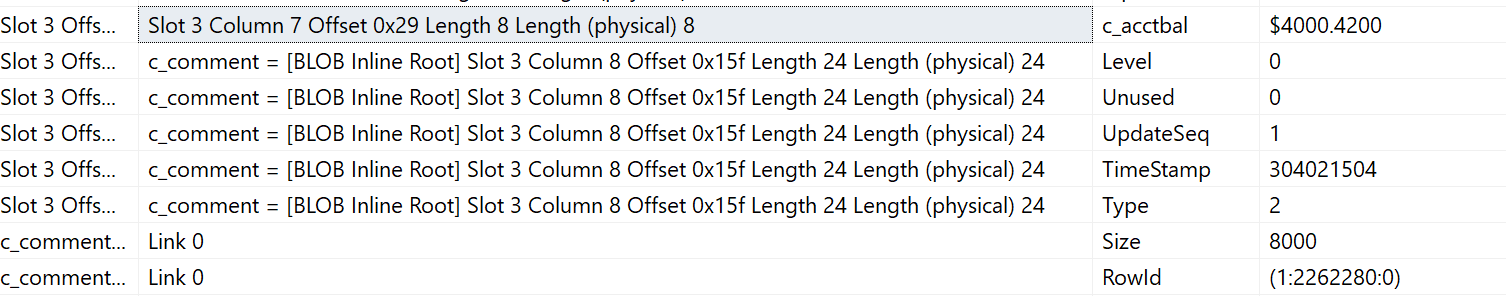 Slot 3 Offs... Slot 3 Column 7 Offset 0x29 Length 8 Length (physical) 8 c_acctbal $4000.4200
Slot 3 Offs... c_comment = [BLOB Inline Root] Slot 3 Column 8 Offset 0x15f Length 24 Length (physical) 24 Level 0
Slot 3 Offs... c_comment = [BLOB Inline Root] Slot 3 Column 8 Offset 0x15f Length 24 Length (physical) 24 Unused 0
Slot 3 Offs... c_comment = [BLOB Inline Root] Slot 3 Column 8 Offset 0x15f Length 24 Length (physical) 24 UpdateSeq 1
Slot 3 Offs... c_comment = [BLOB Inline Root] Slot 3 Column 8 Offset 0x15f Length 24 Length (physical) 24 TimeStamp 304021504
Slot 3 Offs... c_comment = [BLOB Inline Root] Slot 3 Column 8 Offset 0x15f Length 24 Length (physical) 24 Type 2
c_comment... Link 0 Size 8000
c_comment... Link 0 RowId (1:2262280:0)